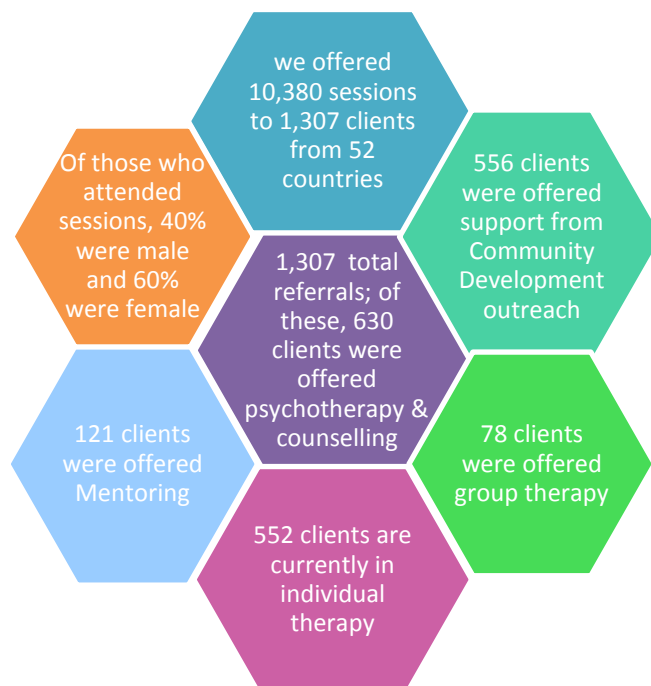 we offered
10,380 sessions
to 1,307 clients
from 52
countries
Of those who
attended
sessions, 40%
were male
and 60%
were female
556 clients
were offered
support from
Community
Development
outreach
1,307 total
referrals; of
these, 630
clients were
offered
psychotherapy &
counselling
121 clients
were offered
Mentoring
78 clients
were offered
group therapy
552 clients are
currently in
individual
therapy